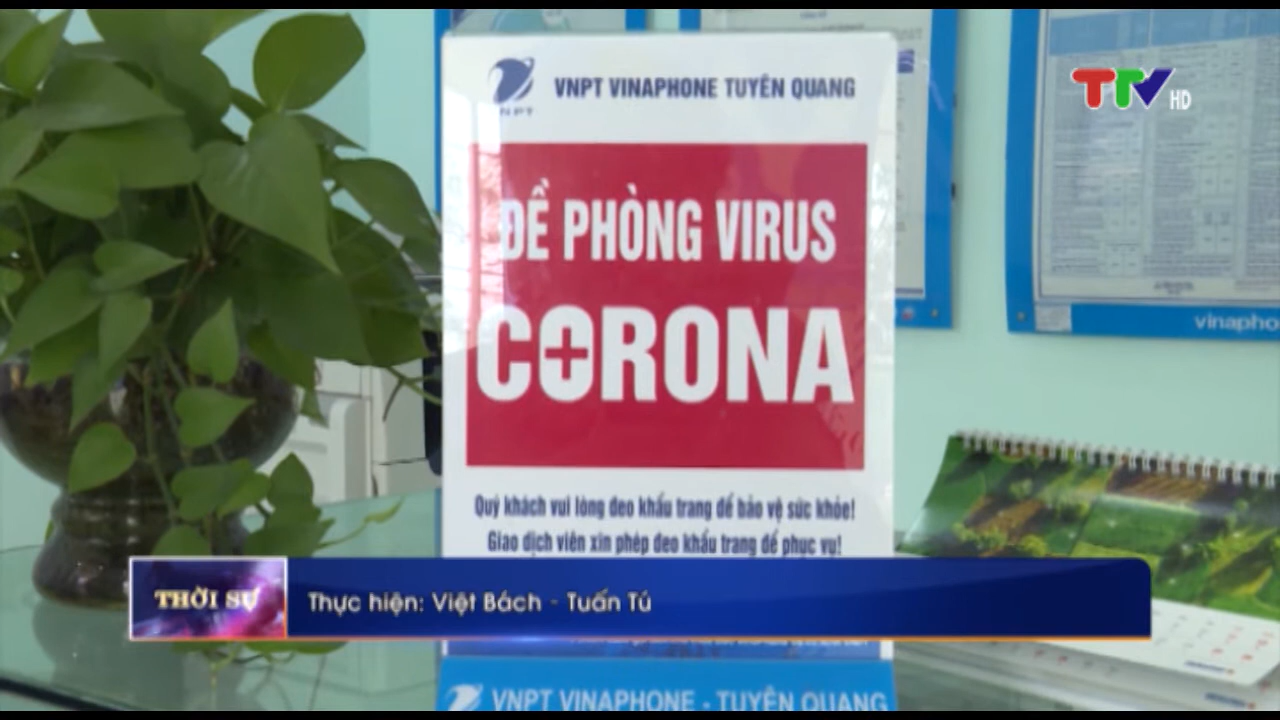 VNPT
VNPT VINAPHONE TUYÊN QUANG
TTV HD
ĐỀ PHÒNG VIRUS
CORONA
vinapho
Quý khách vui lòng đeo khẩu trang để bảo vệ sức khỏe!
Giao dịch viên xin phép đeo khẩu trang để phục vụ!
THỜI SỰ
Thực hiện: Việt Bách - Tuấn Tú
VNPT VINAPHONE - TUYÊN QUANG